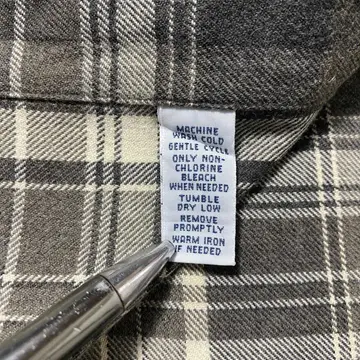 MACHINE
WASH COLD
GENTLE CYCLE
ONLY NON-
CHLORINE
BLEACH
WHEN NEEDED
TUMBLE
DRY LOW
REMOVE
PROMPTLY
WARM IRON
IF NEEDED